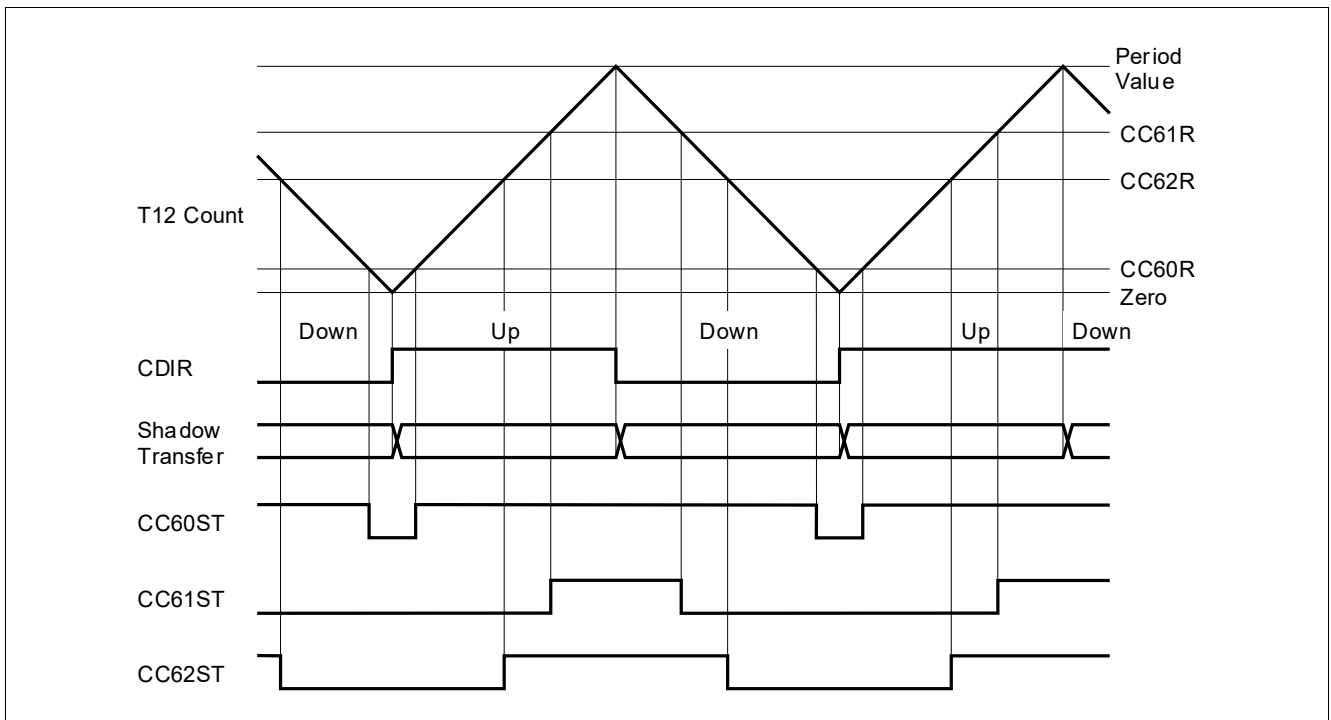 Period
Value
CC61R
CC62R
T12 Count
CC60R
Zero
Down
Up
Down
Up
Down
CDIR
Shadow
Transfer
CC60ST
CC61ST
CC62ST